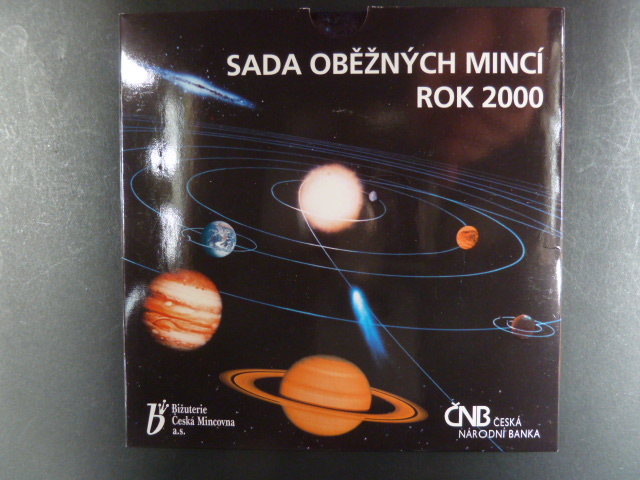 SADA OBĚŽNÝCH MINCÍ
ROK 2000
Bižuterie
Česká Mincovna
a.s.
ČNB ČESKÁ
NÁRODNÍ BANKA